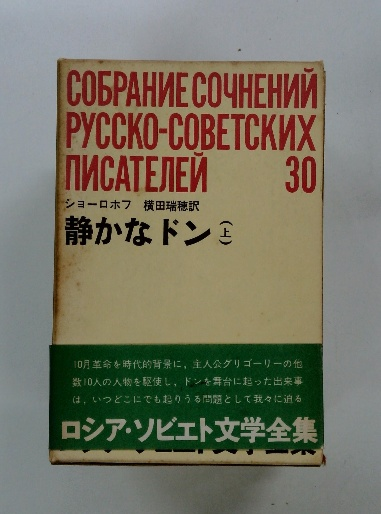 СОБРАНИЕ СОЧНЕНИЙ
РУССКО-СОВЕТСКИХ
ПИСАТЕЛЕЙ 30
ショーロホフ 横田瑞穂訳
静かなドン（上）
10月革命を時代的背景に，主人公グリゴーリーの他
数10人の人物を駆使し，ドンを舞台に起った出来事
は，いつどこにでも起りうる問題として我々に迫る
ロシア・ソビエト文学全集